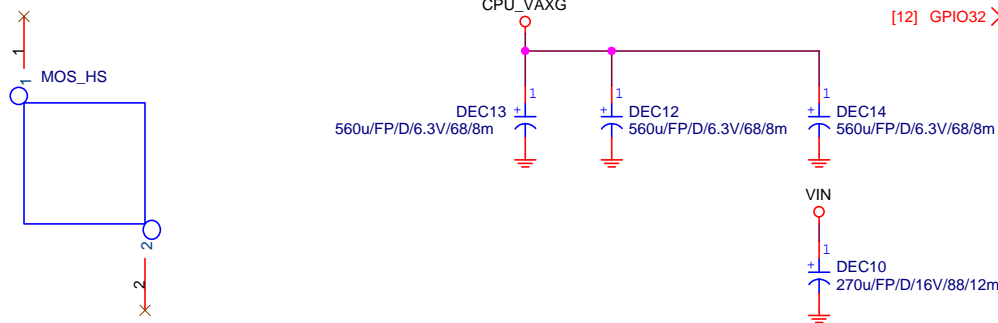 CPU_VAXG
[12] GPIO32
1
1
MOS_HS
2
2
1
DEC13
560u/FP/D/6.3V/68/8m
1
DEC12
560u/FP/D/6.3V/68/8m
1
DEC14
560u/FP/D/6.3V/68/8m
VIN
1
DEC10
270u/FP/D/16V/88/12m